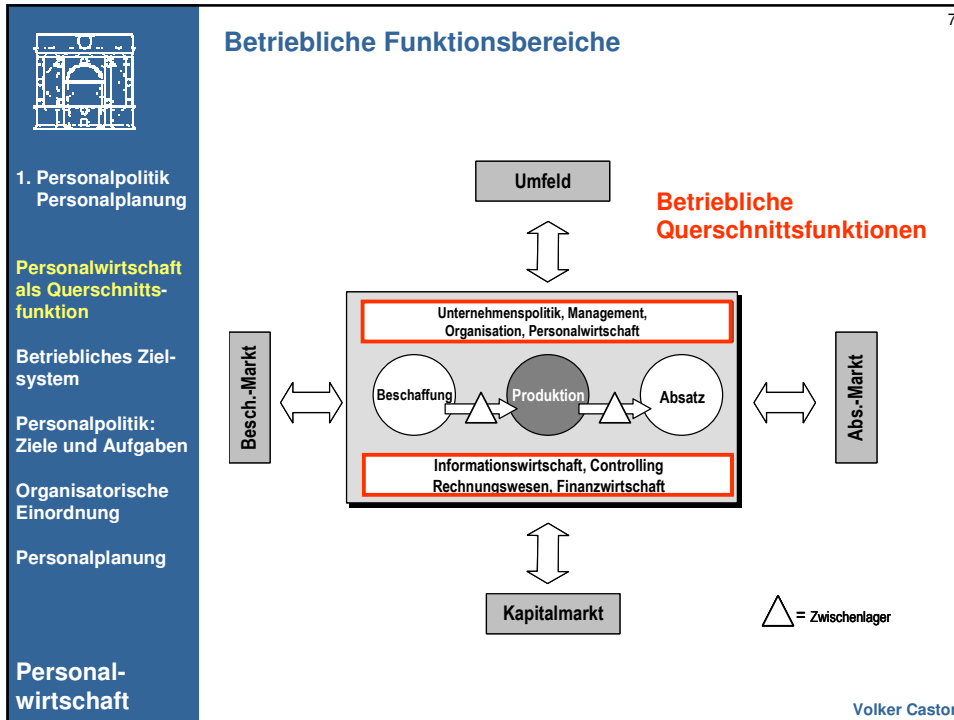 7
Betriebliche Funktionsbereiche
1. Personalpolitik
Personalplanung
Personalwirtschaft
als Querschnitts-
funktion
Betriebliches Ziel-
system
Personalpolitik:
Ziele und Aufgaben
Organisatorische
Einordnung
Personalplanung
Personal-
wirtschaft
Umfeld
Betriebliche
Querschnittsfunktionen
Unternehmenspolitik, Management,
Organisation, Personalwirtschaft
Besch.-Markt
Beschaffung
Produktion
Absatz
Abs.-Markt
Informationswirtschaft, Controlling
Rechnungswesen, Finanzwirtschaft
Kapitalmarkt
= Zwischenlager
Volker Castor